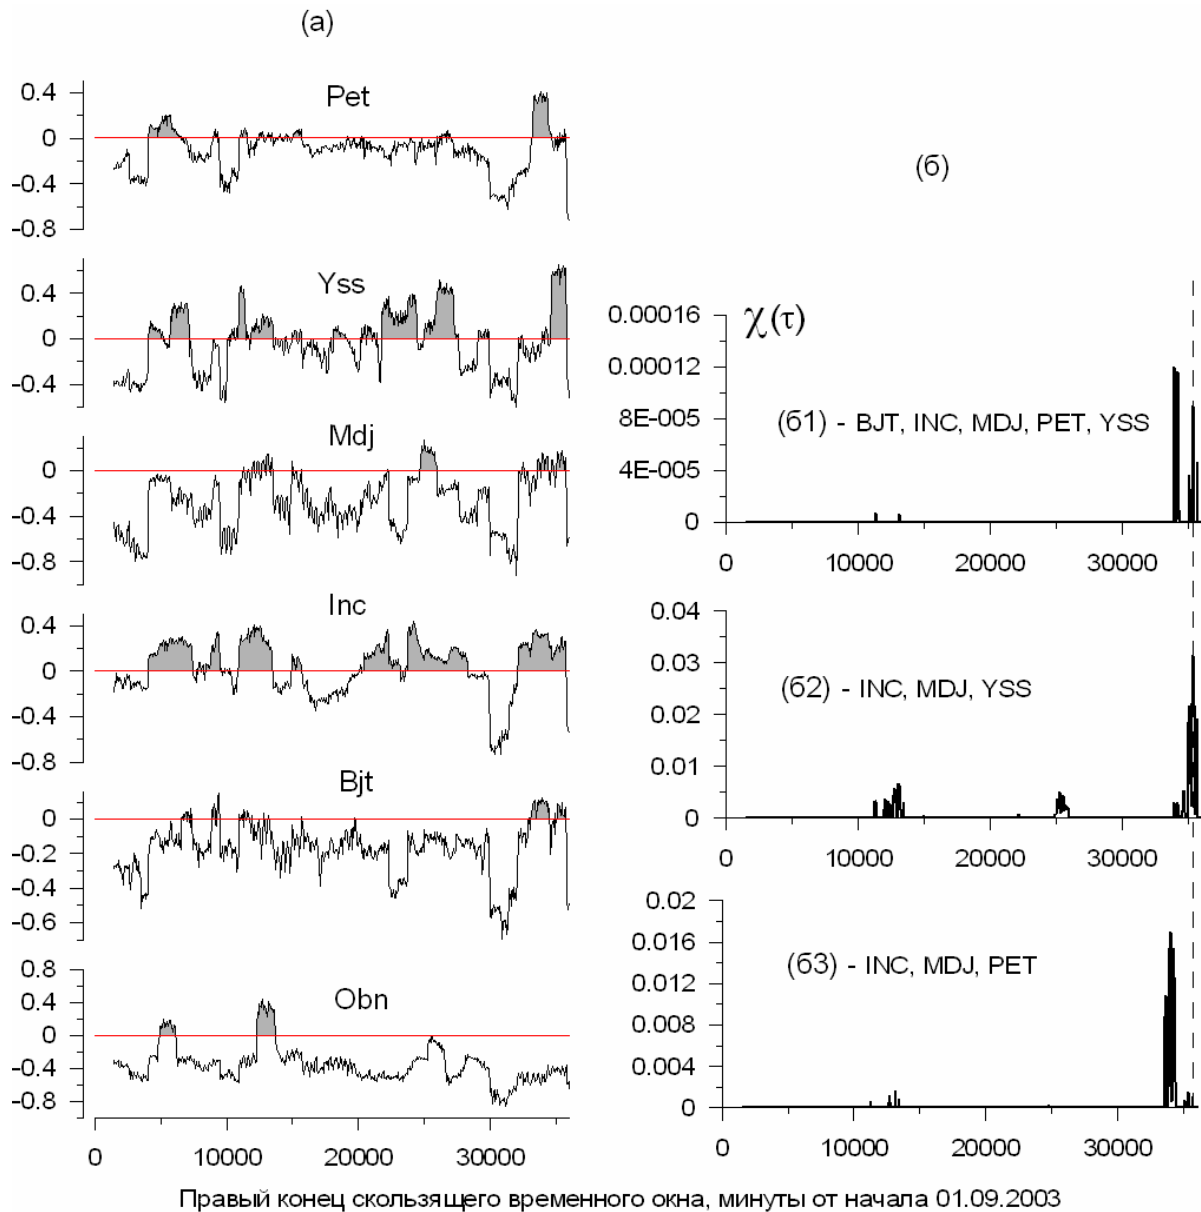 (а)
Pet
0.4
0
-0.4
-0.8
Yss
0.4
0
-0.4
Mdj
0
-0.4
-0.8
Inc
0.4
0
-0.4
-0.8
Bjt
0
-0.2
-0.4
-0.6
Obn
0.8
0.4
0
-0.4
-0.8
0 10000 20000 30000
(б)
χ(τ)
0.00016
0.00012
8E-005
4E-005
0
(б1) - BJT, INC, MDJ, PET, YSS
0 10000 20000 30000
0.04
0.03
0.02
0.01
0
(б2) - INC, MDJ, YSS
0 10000 20000 30000
0.02
0.016
0.012
0.008
0.004
0
(б3) - INC, MDJ, PET
0 10000 20000 30000
Правый конец скользящего временного окна, минуты от начала 01.09.2003